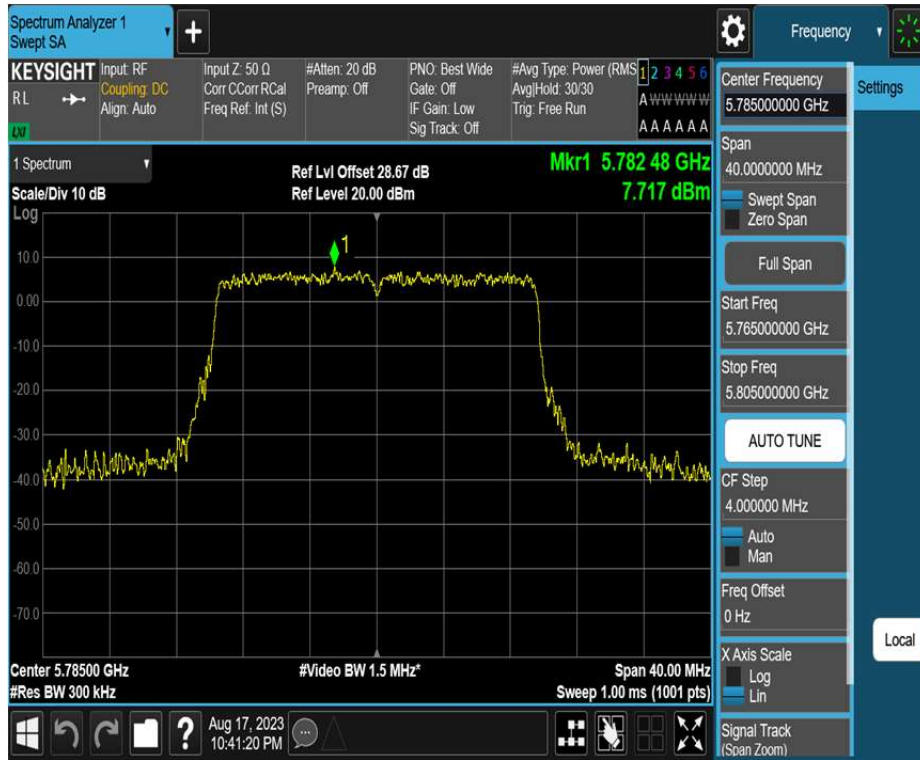 Spectrum Analyzer 1
Swept SA
+
Frequency
KEYSIGHT
R L
LXI
Input: RF
Coupling: DC
Align: Auto
Input Z: 50 Ω
Corr CCorr RCal
Freq Ref: Int (S)
#Atten: 20 dB
Preamp: Off
PNO: Best Wide
Gate: Off
IF Gain: Low
Sig Track: Off
#Avg Type: Power (RMS
Avg|Hold: 30/30
Trig: Free Run
1 2 3 4 5 6
A W W W W W
A A A A A A
1 Spectrum
Scale/Div 10 dB
Log
Ref Lvl Offset 28.67 dB
Ref Level 20.00 dBm
Mkr1 5.782 48 GHz
7.717 dBm
1
10.0
0.00
-10.0
-20.0
-30.0
-40.0
-50.0
-60.0
-70.0
Center 5.78500 GHz
#Res BW 300 kHz
#Video BW 1.5 MHz*
Span 40.00 MHz
Sweep 1.00 ms (1001 pts)
?
Aug 17, 2023
10:41:20 PM
Center Frequency
5.785000000 GHz
Span
40.0000000 MHz
Swept Span
Zero Span
Full Span
Start Freq
5.765000000 GHz
Stop Freq
5.805000000 GHz
AUTO TUNE
CF Step
4.000000 MHz
Auto
Man
Freq Offset
0 Hz
X Axis Scale
Log
Lin
Signal Track
(Span Zoom)
Settings
Local